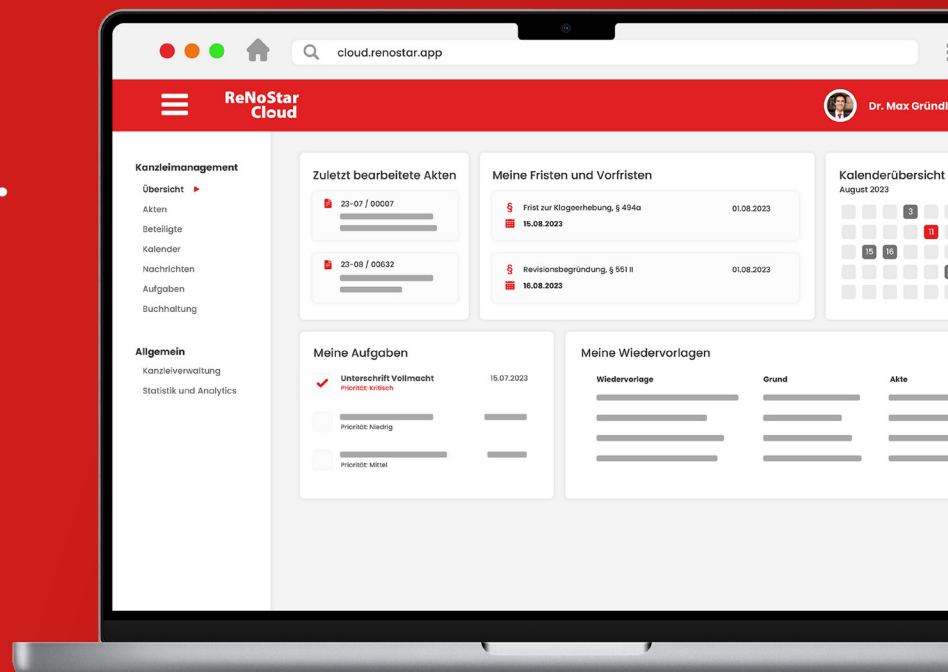 cloud.renostar.app
ReNoStar
Cloud
Dr. Max Gründl
Kanzleimanagement
Übersicht
Akten
Beteiligte
Kalender
Nachrichten
Aufgaben
Buchhaltung
Allgemein
Kanzleiverwaltung
Statistik und Analytics
Zuletzt bearbeitete Akten
23-07 / 00007
23-08 / 00632
Meine Fristen und Vorfristen
§ Frist zur Klageerhebung, § 494a 01.08.2023
15.08.2023
§ Revisionsbegründung, § 551 II 01.08.2023
16.08.2023
Kalenderübersicht
August 2023
3
11
15 16
Meine Aufgaben
Unterschrift Vollmacht 15.07.2023
Priorität: Kritisch
Priorität: Niedrig
Priorität: Mittel
Meine Wiedervorlagen
Wiedervorlage Grund Akte